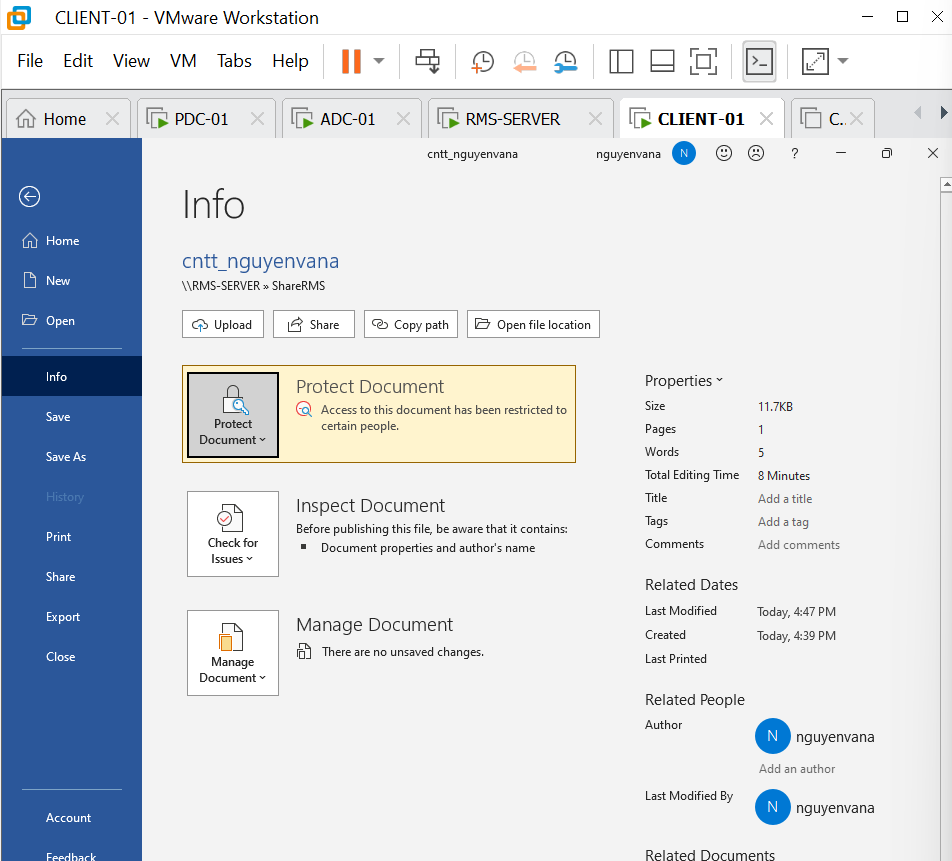 CLIENT-01 - VMware Workstation
File Edit View VM Tabs Help
Home PDC-01 ADC-01 RMS-SERVER CLIENT-01 C..
cntt_nguyenvana nguyenvana N ?
Info
Home
cntt_nguyenvana
New
\\RMS-SERVER » ShareRMS
Open
Upload Share Copy path Open file location
Info
Save
Save As
History
Print
Share
Export
Close
Account
Feedback
Protect Document
Protect Document
Access to this document has been restricted to
certain people.
Check for
Issues
Inspect Document
Before publishing this file, be aware that it contains:
Document properties and author's name
Manage
Document
Manage Document
There are no unsaved changes.
Properties
Size 11.7KB
Pages 1
Words 5
Total Editing Time 8 Minutes
Title Add a title
Tags Add a tag
Comments Add comments
Related Dates
Last Modified Today, 4:47 PM
Created Today, 4:39 PM
Last Printed
Related People
Author N nguyenvana
Add an author
Last Modified By N nguyenvana
Related Documents